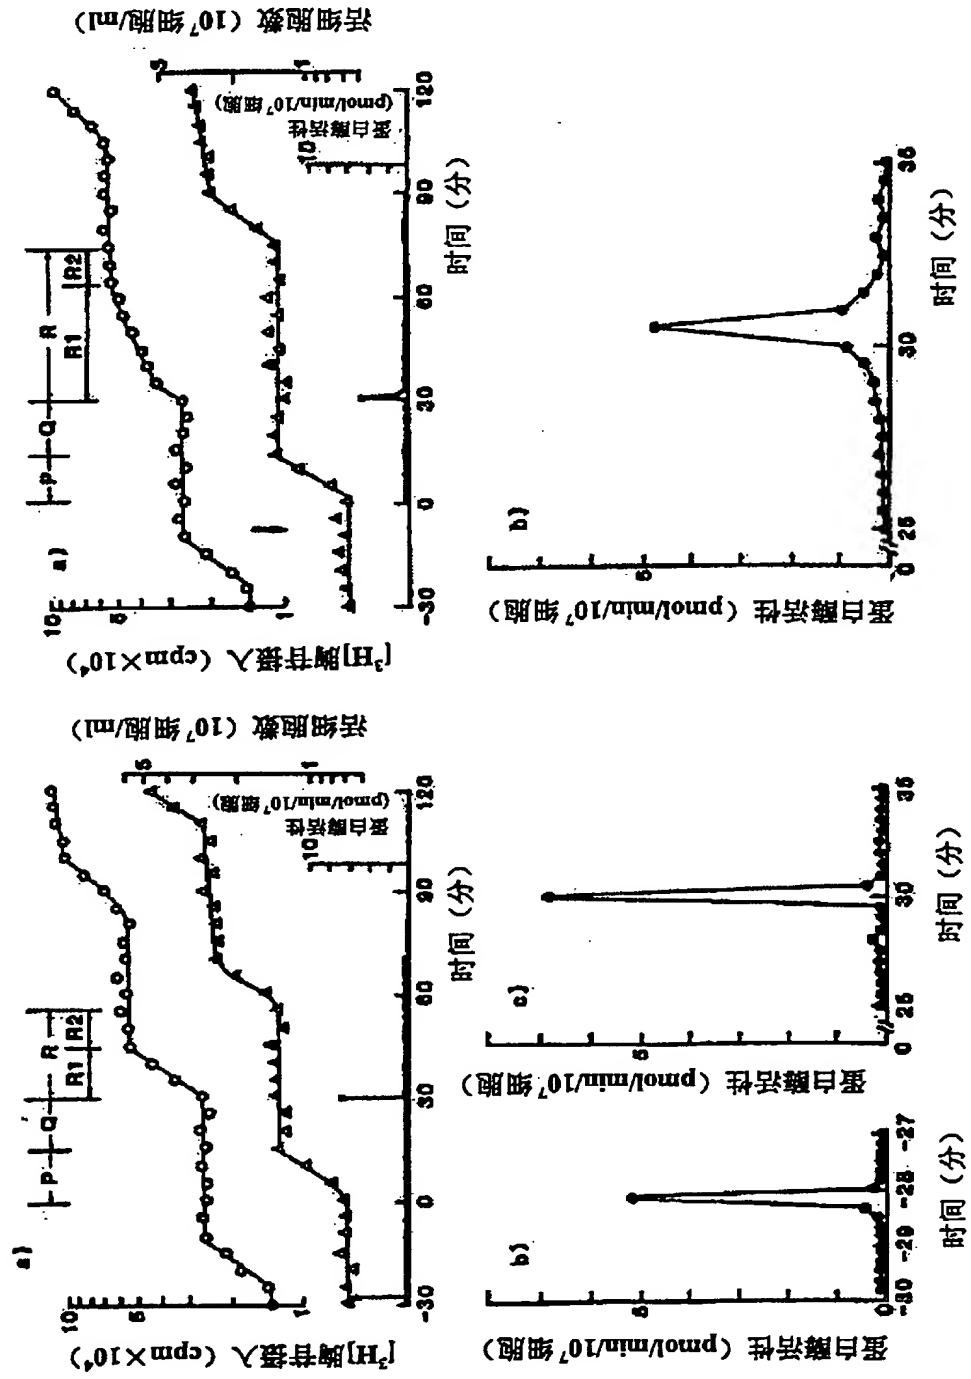 a)
P Q R
R1 R2
[³H]胸苷摄入（cpm×10⁴）
10
5
1
活细胞数（10⁷细胞/ml）
5
1
蛋白酶活性
(pmol/min/10⁷细胞)
10
-30 0 30 60 90 120
时间（分）
a)
P Q R
R1 R2
[³H]胸苷摄入（cpm×10⁴）
10
5
1
活细胞数（10⁷细胞/ml）
5
1
蛋白酶活性
(pmol/min/10⁷细胞)
10
-30 0 30 60 90 120
时间（分）
b)
蛋白酶活性（pmol/min/10⁷细胞）
5
0
-30 -29 -28 -27
时间（分）
c)
蛋白酶活性（pmol/min/10⁷细胞）
5
0 25 30 35
时间（分）
b)
蛋白酶活性（pmol/min/10⁷细胞）
5
0 25 30 35
时间（分）